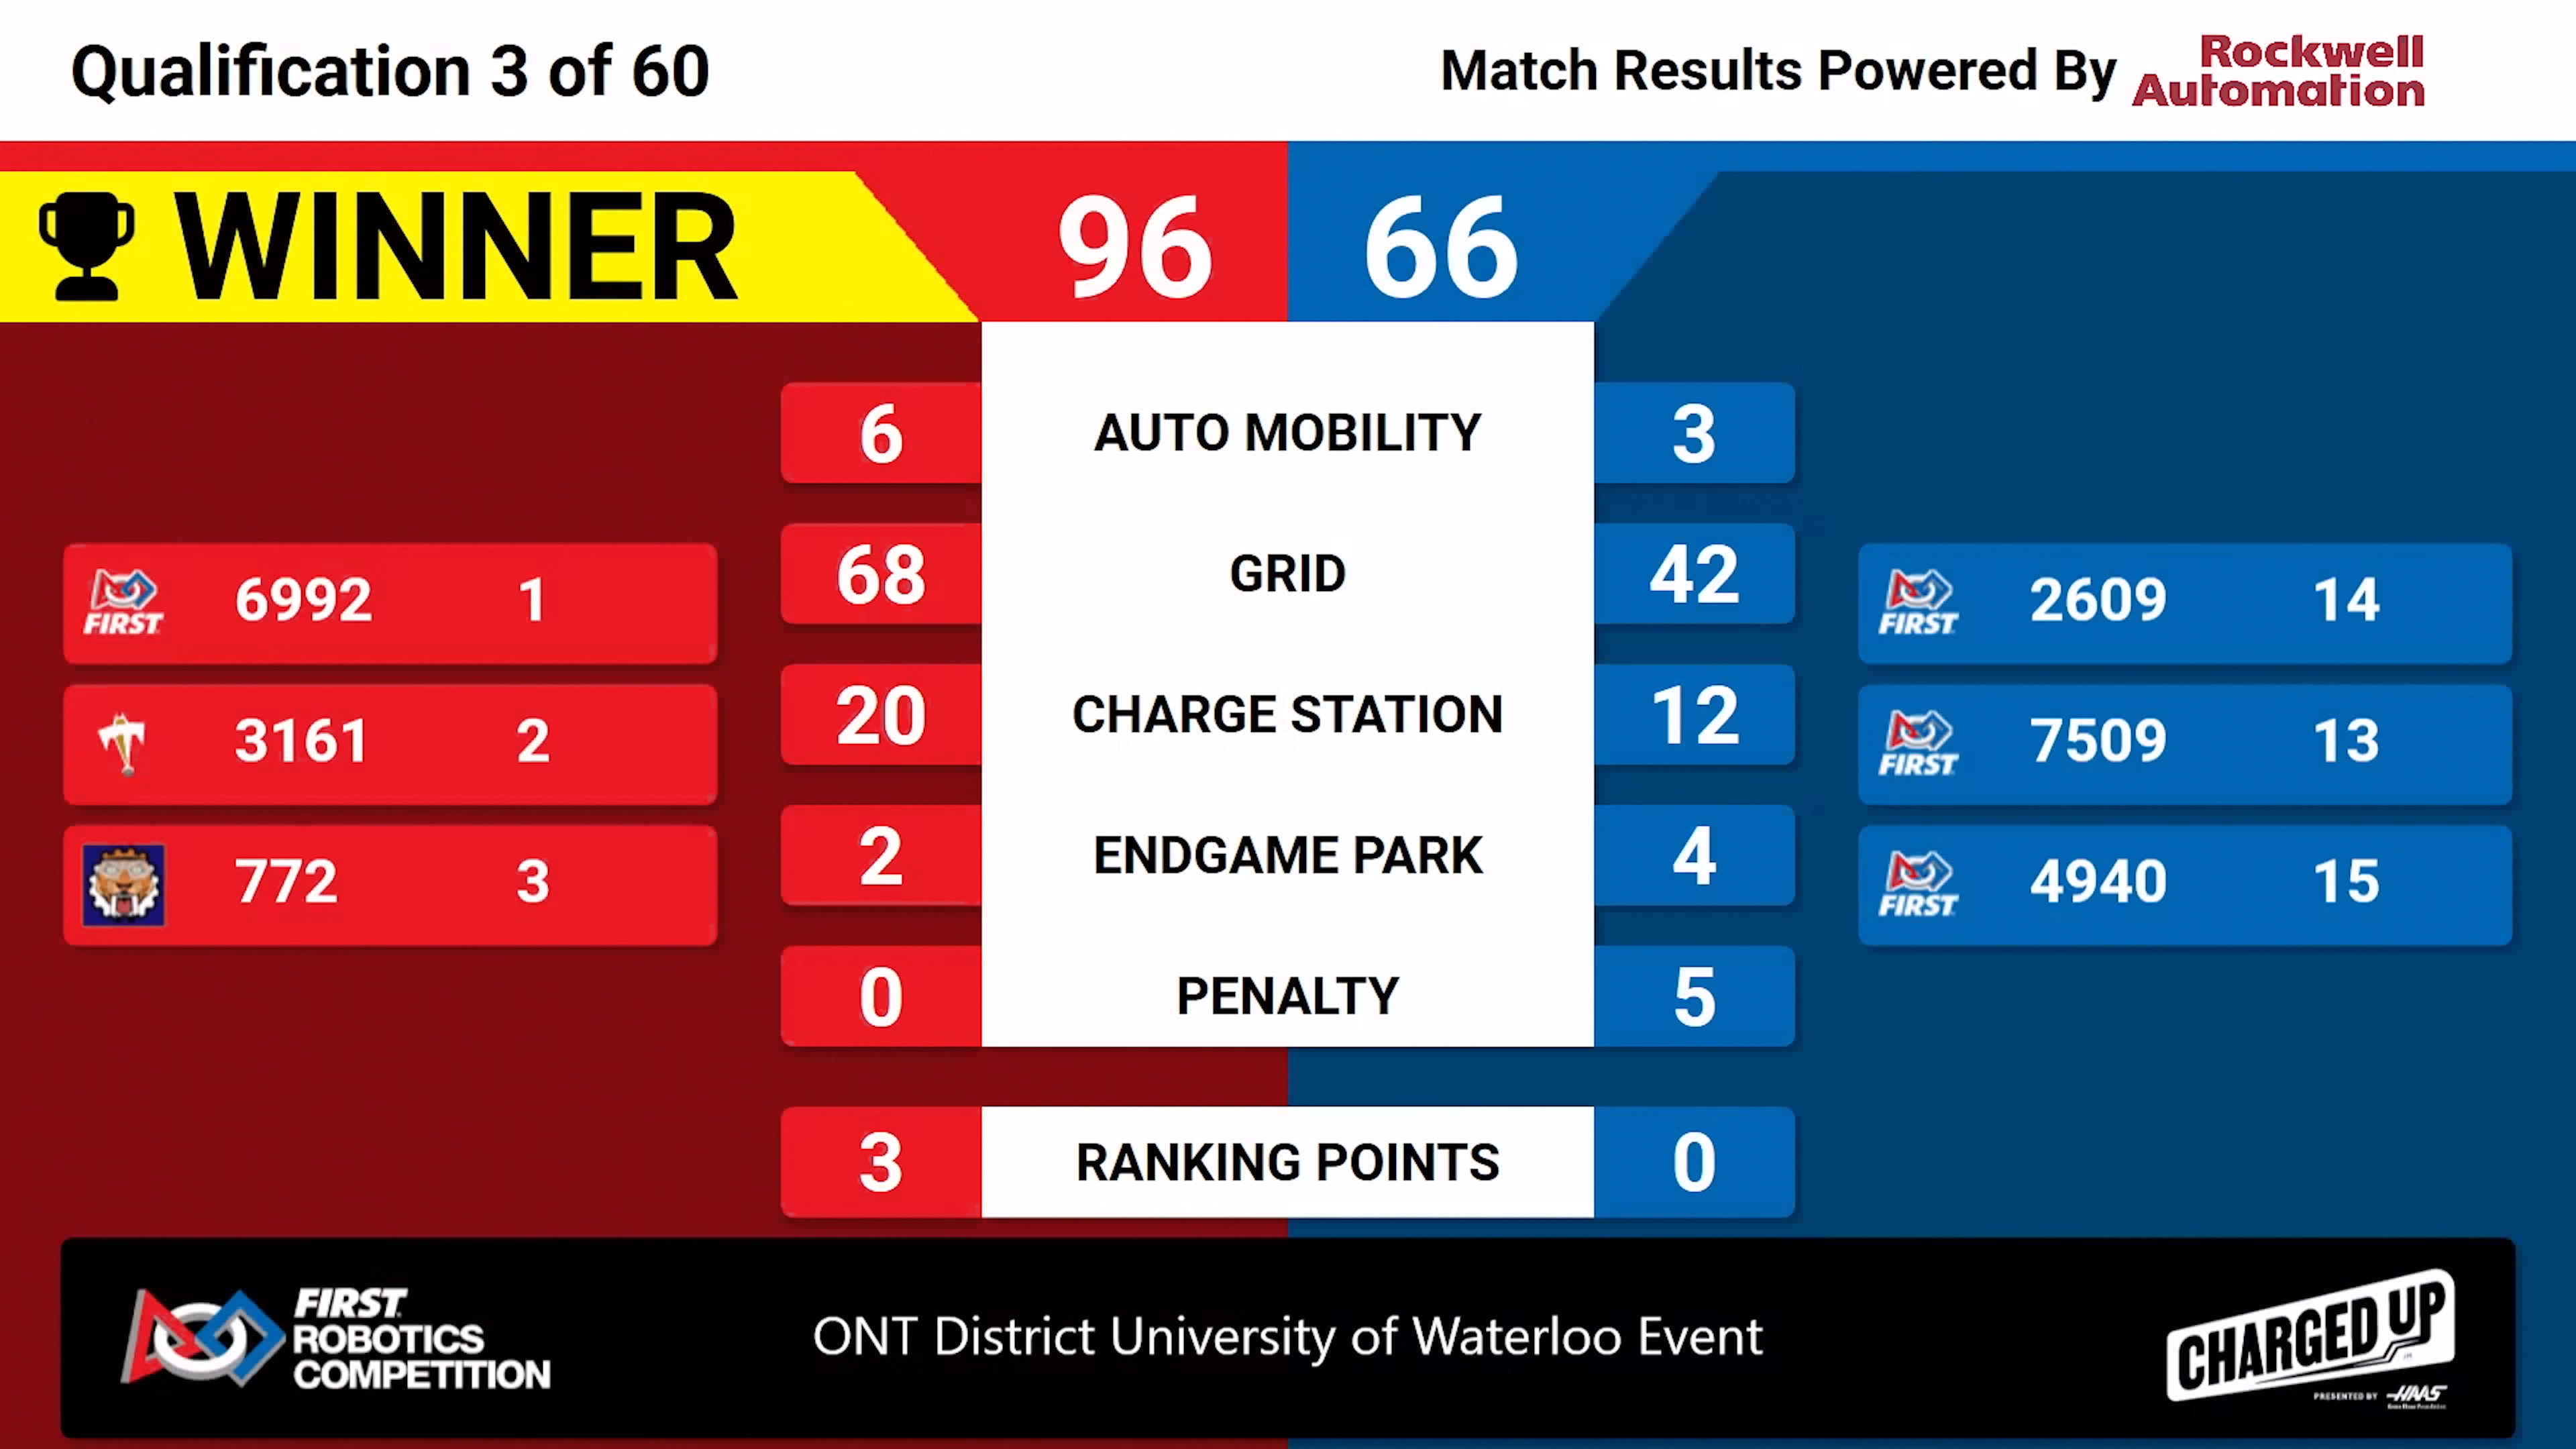 Qualification 3 of 60
Match Results Powered By
Rockwell
Automation
WINNER
96 66
6 AUTO MOBILITY 3
68 GRID 42
20 CHARGE STATION 12
2 ENDGAME PARK 4
0 PENALTY 5
3 RANKING POINTS 0
FIRST 6992 1
3161 2
772 3
FIRST 2609 14
FIRST 7509 13
FIRST 4940 15
FIRST
ROBOTICS
COMPETITION
ONT District University of Waterloo Event
CHARGED UP
PRESENTED BY HAAS